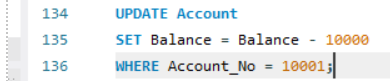 134 UPDATE Account
135 SET Balance = Balance - 10000
136 WHERE Account_No = 10001;